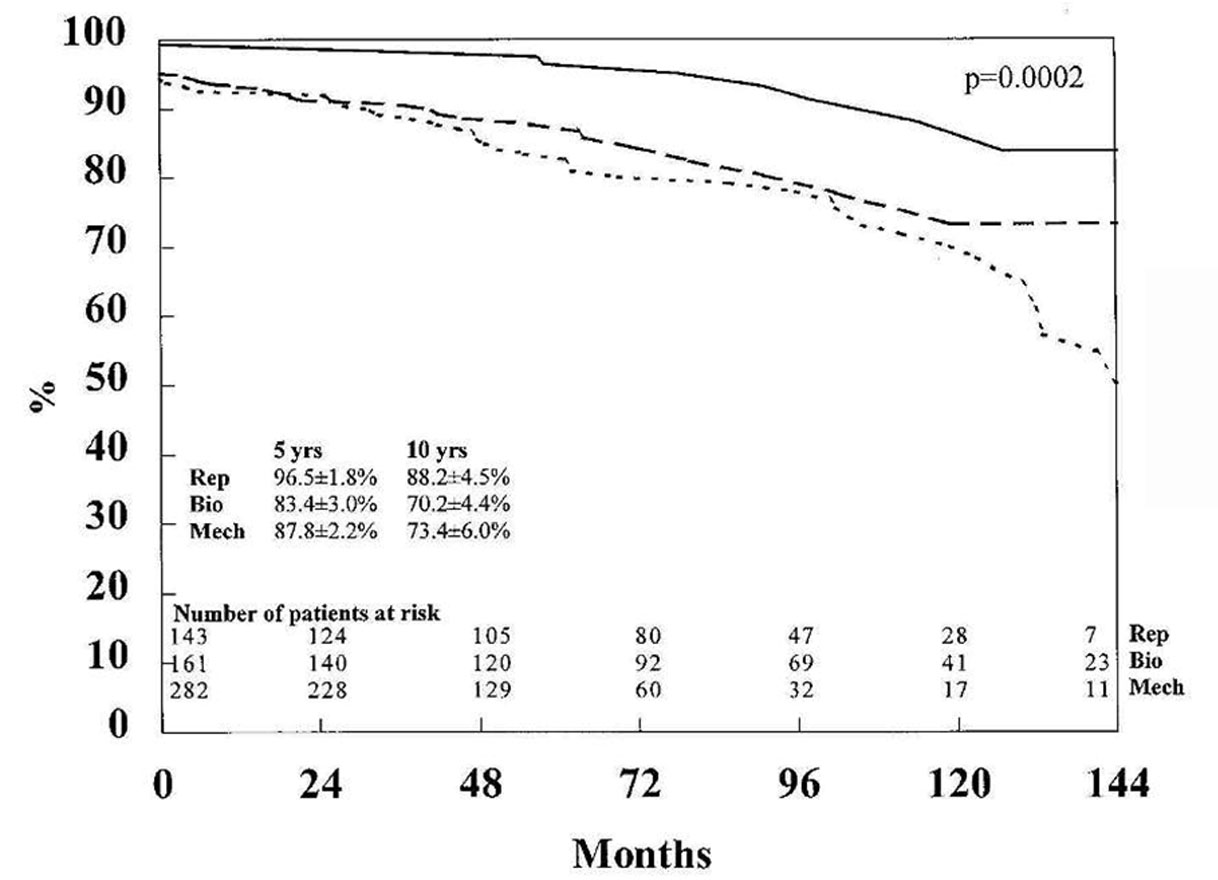 100
p=0.0002
90
80
70
60
50
%
40
5 yrs 10 yrs
Rep 96.5±1.8% 88.2±4.5%
Bio 83.4±3.0% 70.2±4.4%
Mech 87.8±2.2% 73.4±6.0%
30
20
Number of patients at risk
143 124 105 80 47 28 7 Rep
10 161 140 120 92 69 41 23 Bio
282 228 129 60 32 17 11 Mech
0
0 24 48 72 96 120 144
Months